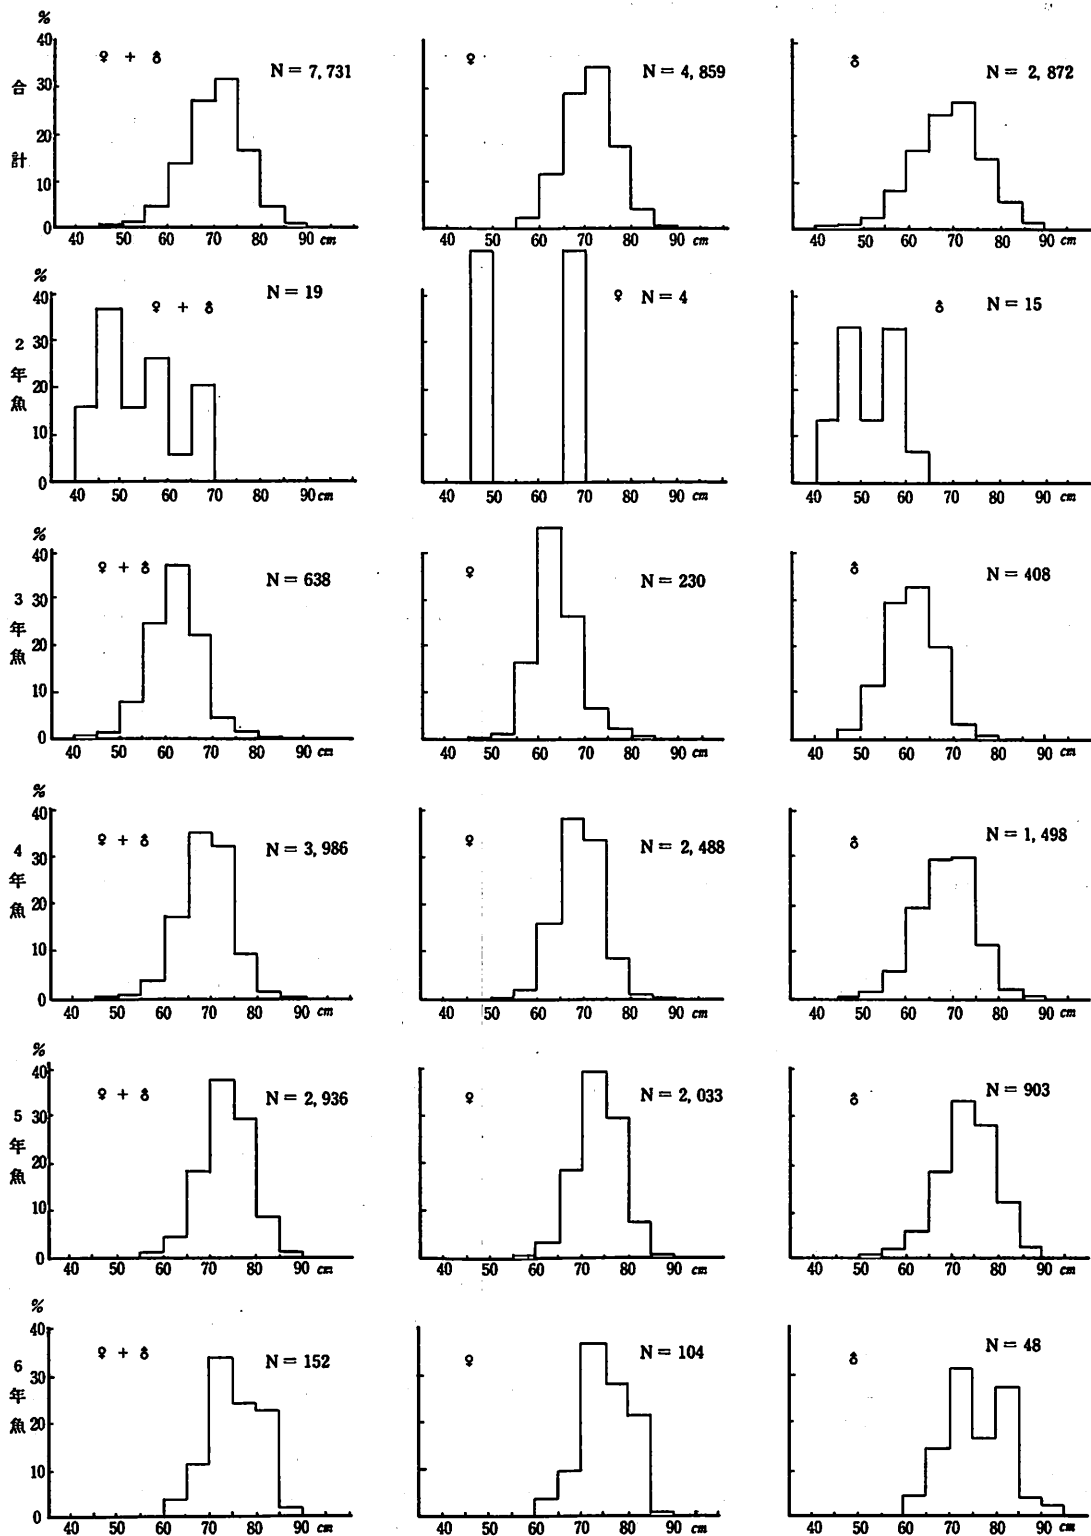 %
40
30
20
10
0
合計
♀ + ♂
N = 7, 731
40 50 60 70 80 90 cm
♀
N = 4, 859
40 50 60 70 80 90 cm
♂
N = 2, 872
40 50 60 70 80 90 cm
%
40
30
20
10
0
2年魚
♀ + ♂
N = 19
40 50 60 70 80 90 cm
♀ N = 4
40 50 60 70 80 90 cm
♂ N = 15
40 50 60 70 80 90 cm
%
40
30
20
10
0
3年魚
♀ + ♂
N = 638
40 50 60 70 80 90 cm
♀
N = 230
40 50 60 70 80 90 cm
♂
N = 408
40 50 60 70 80 90 cm
%
40
30
20
10
0
4年魚
♀ + ♂
N = 3, 986
40 50 60 70 80 90 cm
♀
N = 2, 488
40 50 60 70 80 90 cm
♂
N = 1, 498
40 50 60 70 80 90 cm
%
40
30
20
10
0
5年魚
♀ + ♂
N = 2, 936
40 50 60 70 80 90 cm
♀
N = 2, 033
40 50 60 70 80 90 cm
♂
N = 903
40 50 60 70 80 90 cm
%
40
30
20
10
0
6年魚
♀ + ♂
N = 152
40 50 60 70 80 90 cm
♀
N = 104
40 50 60 70 80 90 cm
♂
N = 48
40 50 60 70 80 90 cm